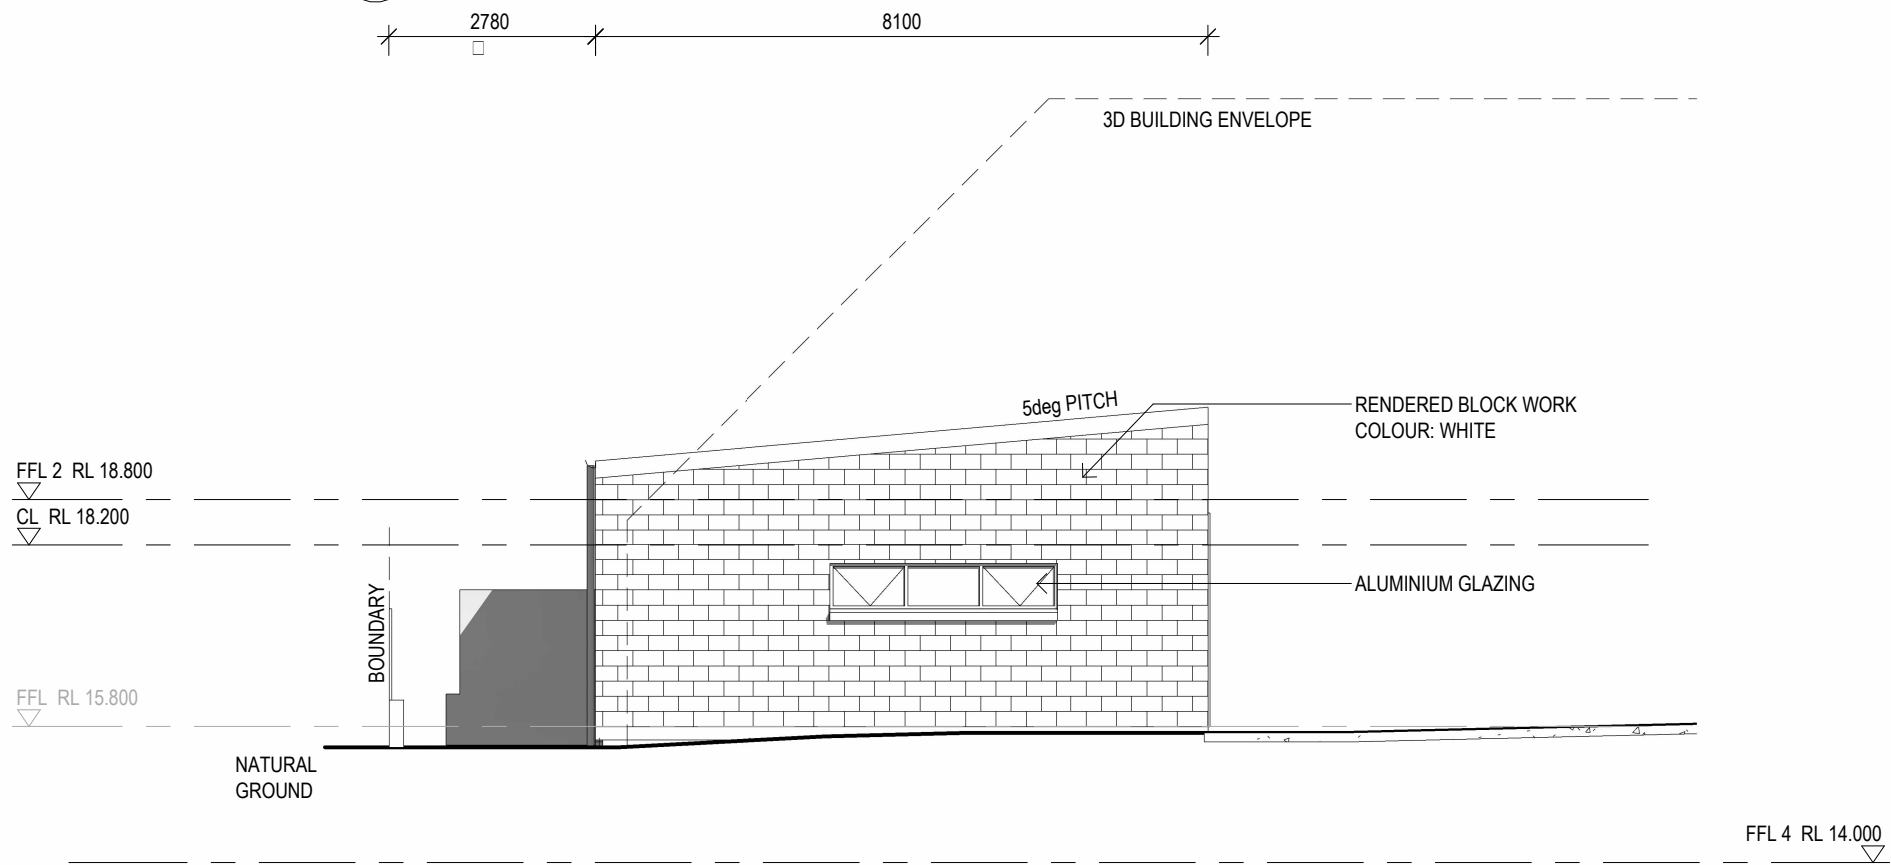 2780
8100
3D BUILDING ENVELOPE
5deg PITCH
RENDERED BLOCK WORK
COLOUR: WHITE
FFL 2 RL 18.800
CL RL 18.200
ALUMINIUM GLAZING
BOUNDARY
FFL RL 15.800
NATURAL
GROUND
FFL 4 RL 14.000